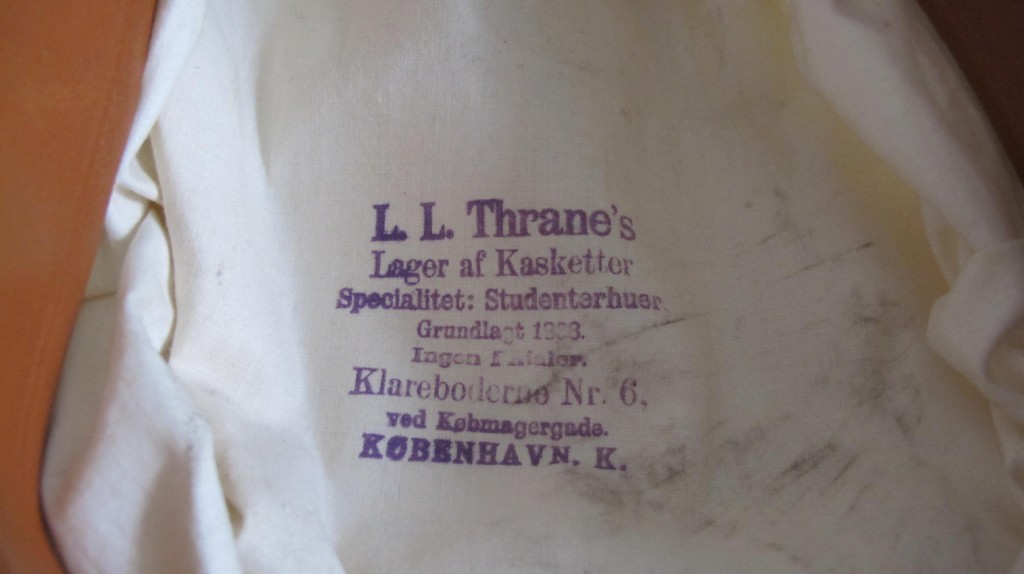 L. L. Thrane's
Lager af Kasketter
Specialitet: Studenterhuer.
Grundlagt
Ingen
Klareboderne Nr. 6,
ved Købmagergade.
KØBENHAVN. K.